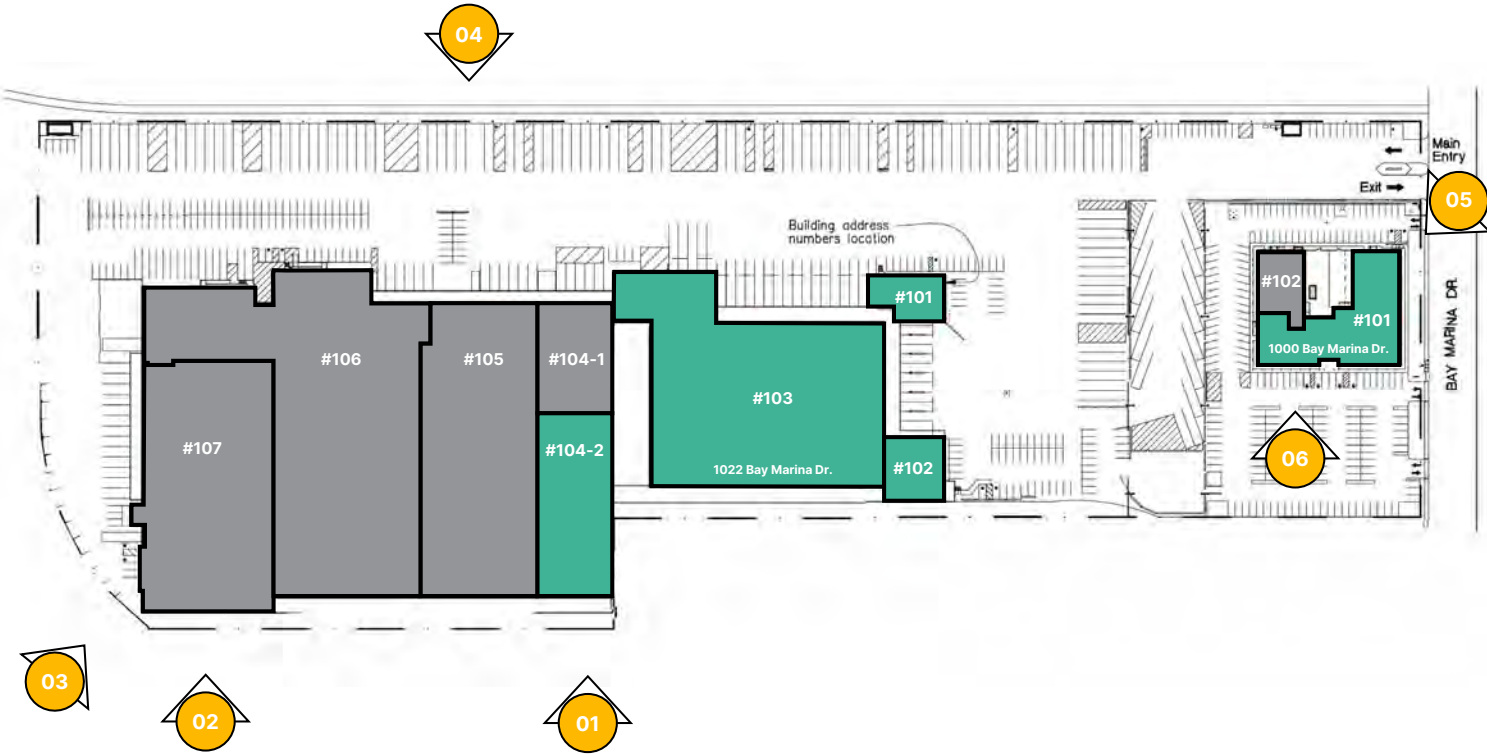 04
Main
Entry
Exit
05
Building address
numbers location
#102
#101
#101
1000 Bay Marina Dr.
BAY MARINA DR.
#106
#105
#104-1
#103
#107
#104-2
1022 Bay Marina Dr.
#102
06
03
02
01